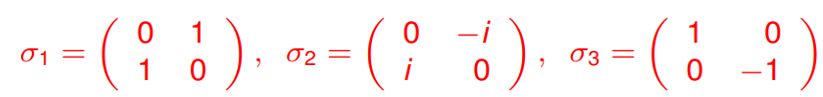 σ₁ = ( 0 1 ; 1 0 ), σ₂ = ( 0 −i ; i 0 ), σ₃ = ( 1 0 ; 0 −1 )